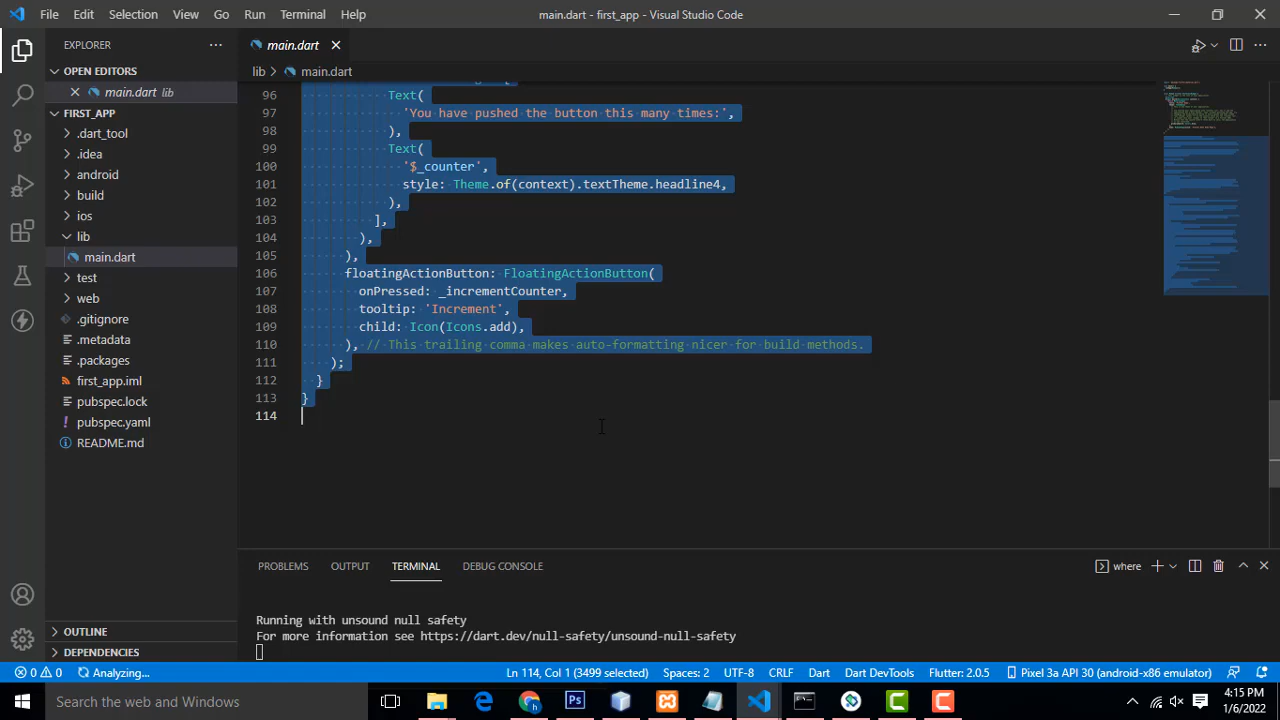 File Edit Selection View Go Run Terminal Help
main.dart - first_app - Visual Studio Code
EXPLORER
OPEN EDITORS
main.dart lib
FIRST_APP
.dart_tool
.idea
android
build
ios
lib
main.dart
test
web
.gitignore
.metadata
.packages
first_app.iml
pubspec.lock
pubspec.yaml
README.md
OUTLINE
DEPENDENCIES
main.dart
lib > main.dart
96 Text(
97 'You have pushed the button this many times:',
98 ),
99 Text(
100 '$_counter',
101 style: Theme.of(context).textTheme.headline4,
102 ),
103 ],
104 ),
105 ),
106 floatingActionButton: FloatingActionButton(
107 onPressed: _incrementCounter,
108 tooltip: 'Increment',
109 child: Icon(Icons.add),
110 ), // This trailing comma makes auto-formatting nicer for build methods.
111 );
112 }
113 }
114
PROBLEMS OUTPUT TERMINAL DEBUG CONSOLE
where
Running with unsound null safety
For more information see https://dart.dev/null-safety/unsound-null-safety
0 0 Analyzing... Ln 114, Col 1 (3499 selected) Spaces: 2 UTF-8 CRLF Dart Dart DevTools Flutter: 2.0.5 Pixel 3a API 30 (android-x86 emulator)
Search the web and Windows
Ps
4:15 PM
1/6/2022